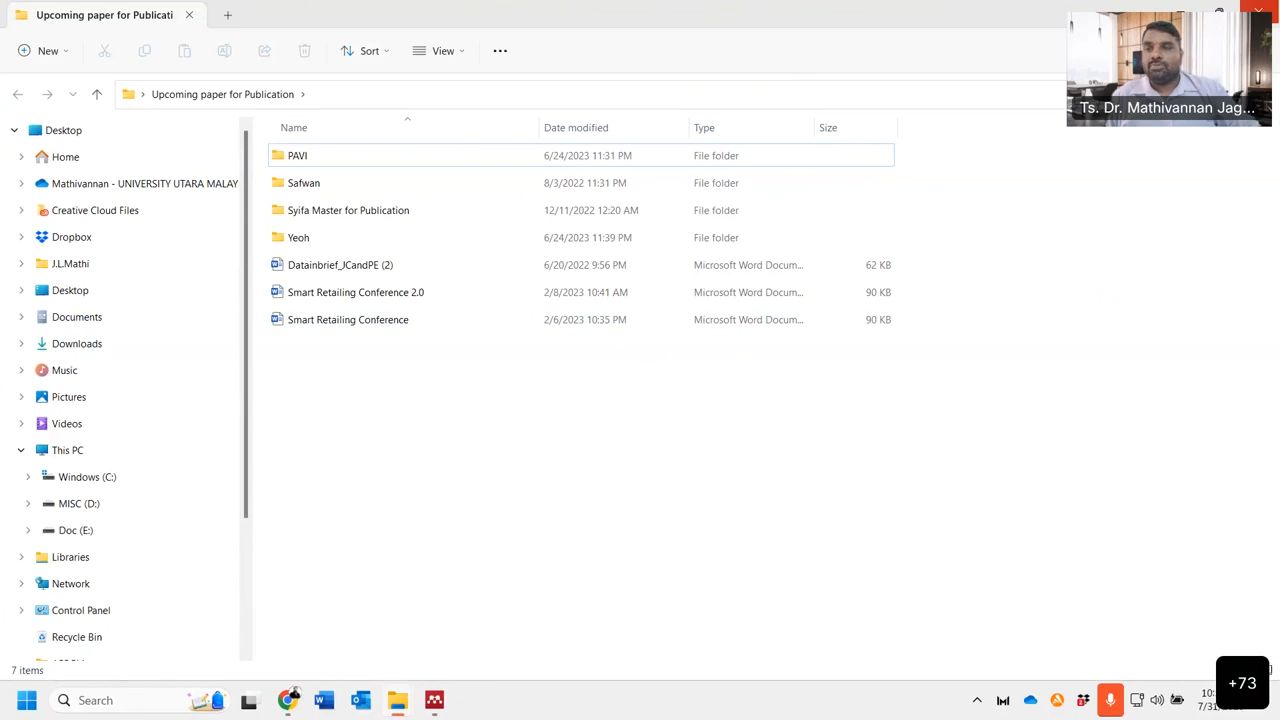 Upcoming paper for Publicati
New
Sort
View
Upcoming paper for Publication
Ts. Dr. Mathivannan Jag...
Name Date modified Type Size
PAVI 6/24/2023 11:31 PM File folder
Safwan 8/3/2022 11:31 PM File folder
Syifa Master for Publication 12/11/2022 12:20 AM File folder
Yeoh 6/24/2023 11:39 PM File folder
Datainbrief_JCandPE (2) 6/20/2022 9:56 PM Microsoft Word Docum... 62 KB
Smart Retailing Conference 2.0 2/8/2023 10:41 AM Microsoft Word Docum... 90 KB
Smart Retailing Conference 2/6/2023 10:35 PM Microsoft Word Docum... 90 KB
Desktop
Home
Mathivannan - UNIVERSITY UTARA MALAY
Creative Cloud Files
Dropbox
J.L.Mathi
Desktop
Documents
Downloads
Music
Pictures
Videos
This PC
Windows (C:)
MISC (D:)
Doc (E:)
Libraries
Network
Control Panel
Recycle Bin
7 items
Search
+73